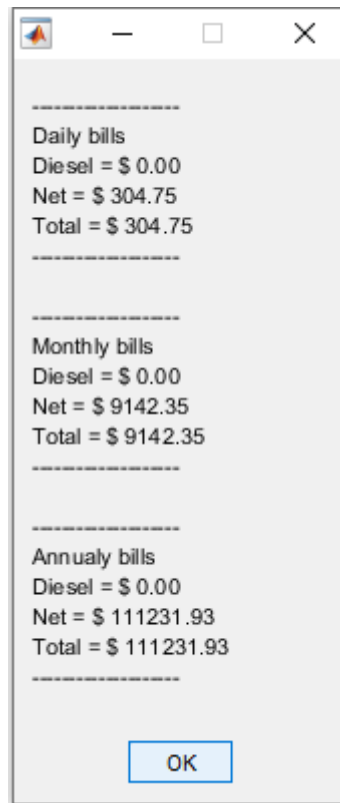 --------------------
Daily bills
Diesel = $ 0.00
Net = $ 304.75
Total = $ 304.75
--------------------
--------------------
Monthly bills
Diesel = $ 0.00
Net = $ 9142.35
Total = $ 9142.35
--------------------
--------------------
Annualy bills
Diesel = $ 0.00
Net = $ 111231.93
Total = $ 111231.93
--------------------
OK